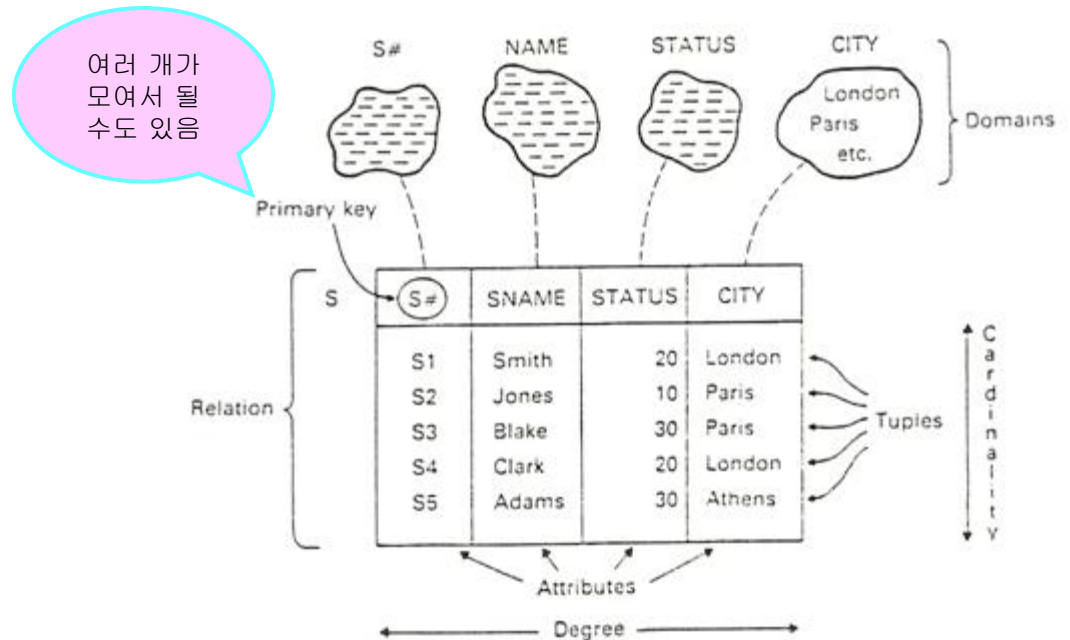 여러 개가
모여서 될
수도 있음
S# NAME STATUS CITY
London
Paris
etc.
Domains
Primary key
S
S# SNAME STATUS CITY
S1 Smith 20 London
S2 Jones 10 Paris
S3 Blake 30 Paris
S4 Clark 20 London
S5 Adams 30 Athens
Relation
Tuples
Cardinality
Attributes
Degree